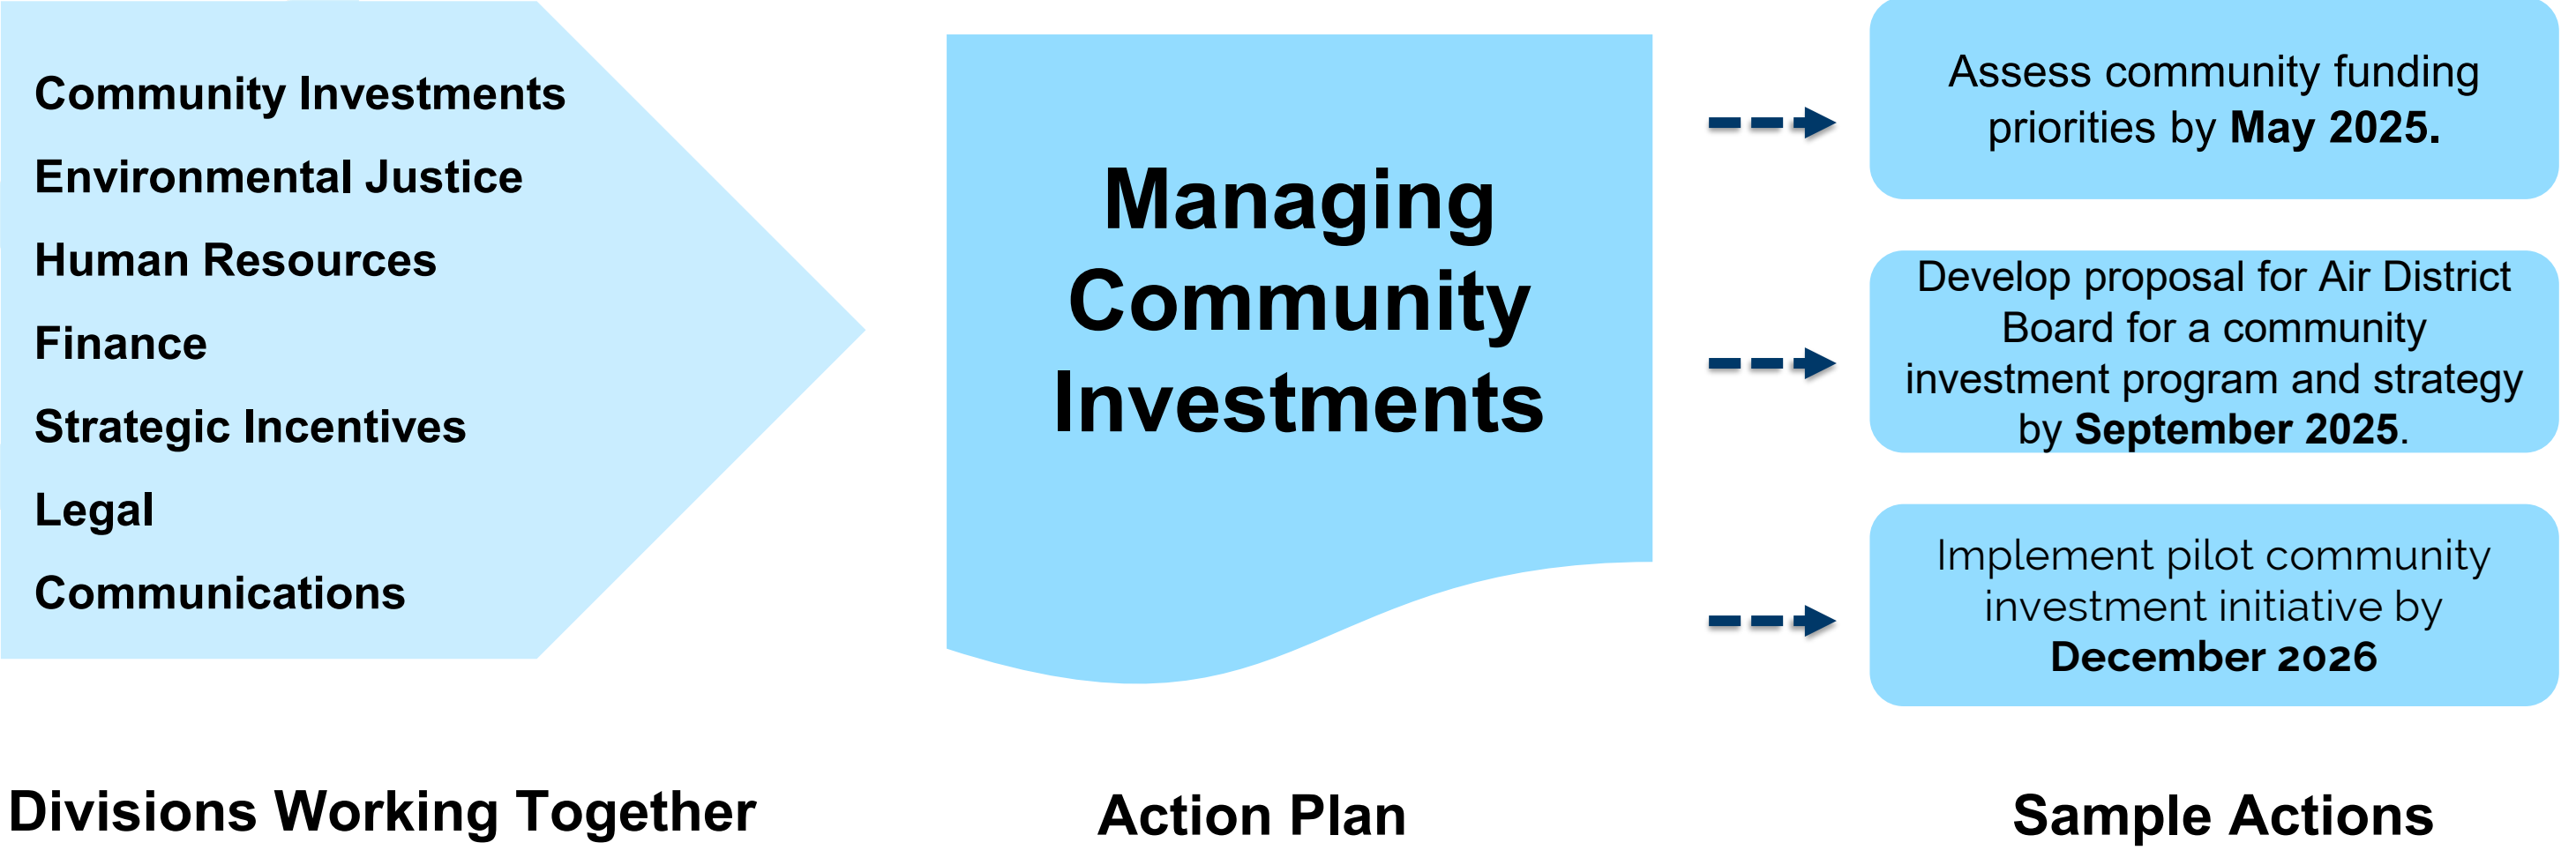 Community Investments
Environmental Justice
Human Resources
Finance
Strategic Incentives
Legal
Communications
Divisions Working Together
Managing
Community
Investments
Action Plan
Assess community funding
priorities by May 2025.
Develop proposal for Air District
Board for a community
investment program and strategy
by September 2025.
Implement pilot community
investment initiative by
December 2026
Sample Actions